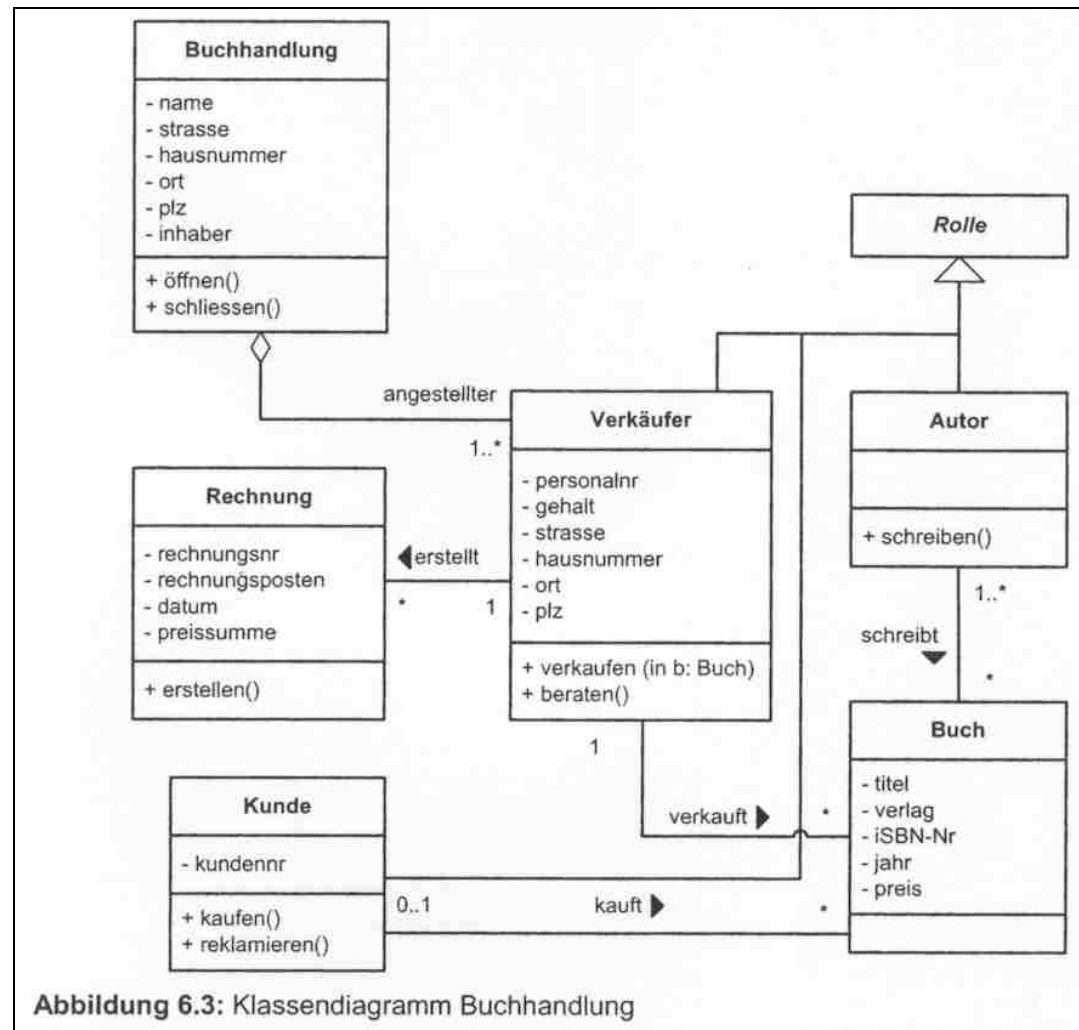 Buchhandlung
- name
- strasse
- hausnummer
- ort
- plz
- inhaber
+ öffnen()
+ schliessen()
Rolle
angestellter
1..*
Verkäufer
- personalnr
- gehalt
- strasse
- hausnummer
- ort
- plz
+ verkaufen (in b: Buch)
+ beraten()
Autor
+ schreiben()
Rechnung
- rechnungsnr
- rechnungsposten
- datum
- preissumme
+ erstellen()
erstellt
*
1
1..*
schreibt
*
Buch
- titel
- verlag
- iSBN-Nr
- jahr
- preis
1
verkauft
*
Kunde
- kundennr
+ kaufen()
+ reklamieren()
0..1
kauft
*
Abbildung 6.3: Klassendiagramm Buchhandlung